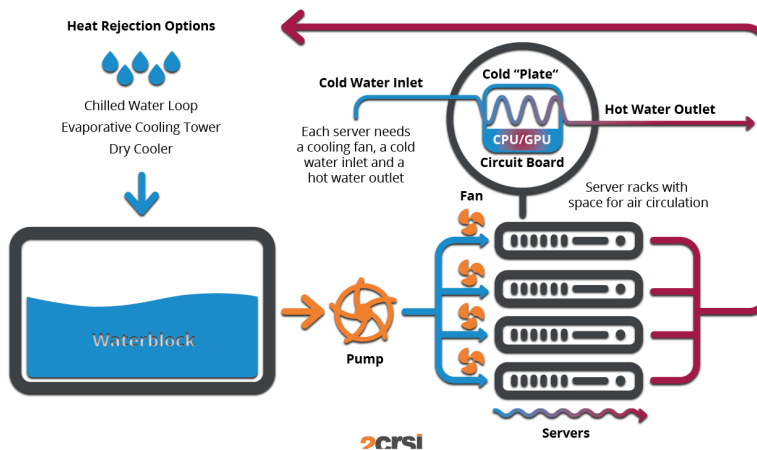 Heat Rejection Options
Chilled Water Loop
Evaporative Cooling Tower
Dry Cooler
Cold Water Inlet
Each server needs
a cooling fan, a cold
water inlet and a
hot water outlet
Cold “Plate“
CPU/GPU
Circuit Board
Hot Water Outlet
Server racks with
space for air circulation
Fan
Waterblock
Pump
Servers
2crsi